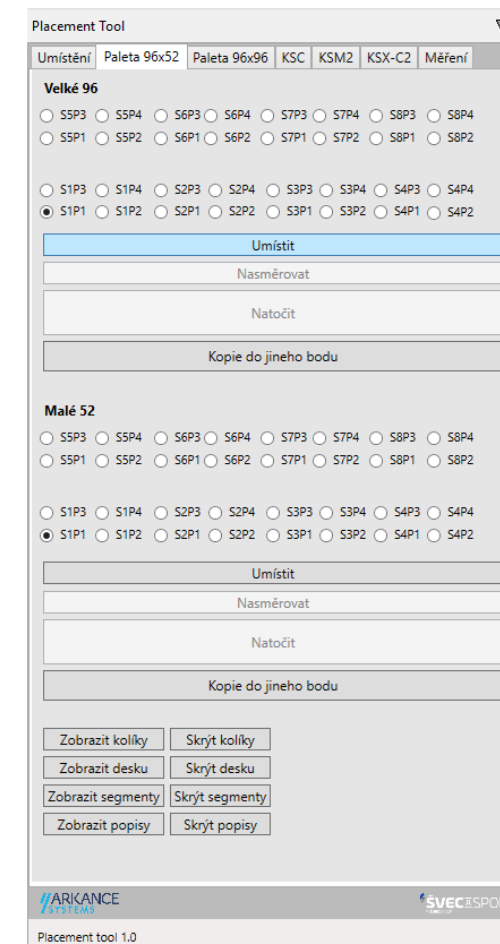 Placement Tool
Umístění Paleta 96x52 Paleta 96x96 KSC KSM2 KSX-C2 Měření
Velké 96
S5P3 S5P4 S6P3 S6P4 S7P3 S7P4 S8P3 S8P4
S5P1 S5P2 S6P1 S6P2 S7P1 S7P2 S8P1 S8P2
S1P3 S1P4 S2P3 S2P4 S3P3 S3P4 S4P3 S4P4
S1P1 S1P2 S2P1 S2P2 S3P1 S3P2 S4P1 S4P2
Umístit
Nasměrovat
Natočit
Kopie do jineho bodu
Malé 52
S5P3 S5P4 S6P3 S6P4 S7P3 S7P4 S8P3 S8P4
S5P1 S5P2 S6P1 S6P2 S7P1 S7P2 S8P1 S8P2
S1P3 S1P4 S2P3 S2P4 S3P3 S3P4 S4P3 S4P4
S1P1 S1P2 S2P1 S2P2 S3P1 S3P2 S4P1 S4P2
Umístit
Nasměrovat
Natočit
Kopie do jineho bodu
Zobrazit kolíky Skrýt kolíky
Zobrazit desku Skrýt desku
Zobrazit segmenty Skrýt segmenty
Zobrazit popisy Skrýt popisy
ARKANCE
SYSTEMS
ŠVEC
Placement tool 1.0